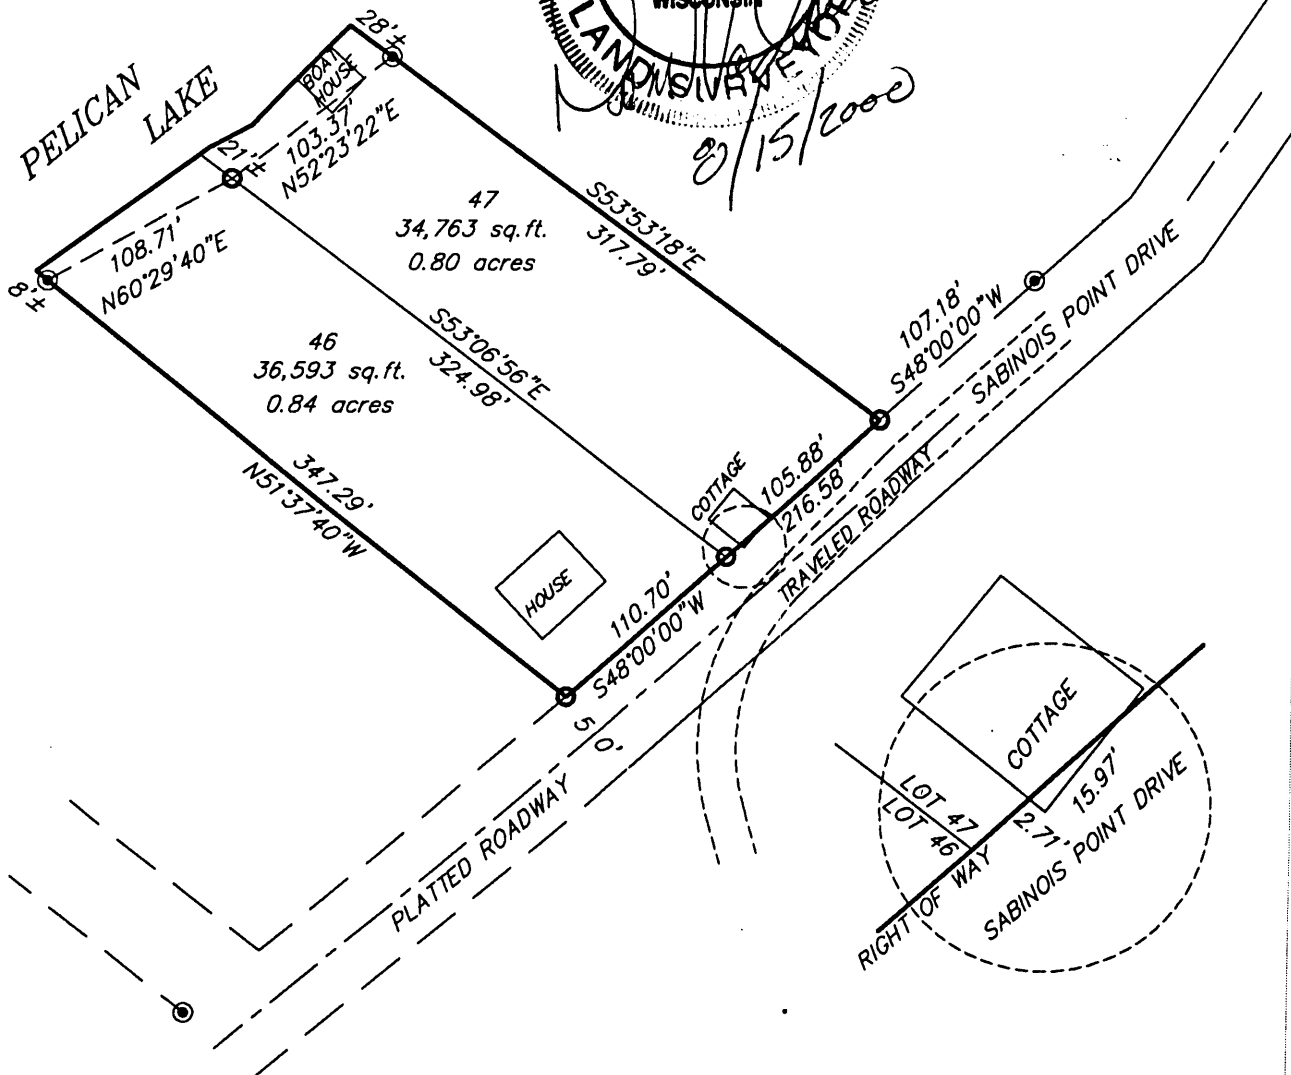 WISCONSIN
LAND SURVEYOR
8/15/2000
PELICAN
LAKE
28'±
BOAT
HOUSE
21'±
103.37'
N52°23'22"E
108.71'
N60°29'40"E
8'±
47
34,763 sq.ft.
0.80 acres
S53°53'18"E
317.79'
46
36,593 sq.ft.
0.84 acres
S53°06'56"E
324.98'
347.29'
N51°37'40"W
107.18'
S48°00'00"W
SABINOIS POINT DRIVE
COTTAGE
105.88'
216.58'
TRAVELED ROADWAY
HOUSE
110.70'
S48°00'00"W
50'
PLATTED ROADWAY
COTTAGE
LOT 47
LOT 46
2.71'
15.97'
RIGHT OF WAY
SABINOIS POINT DRIVE